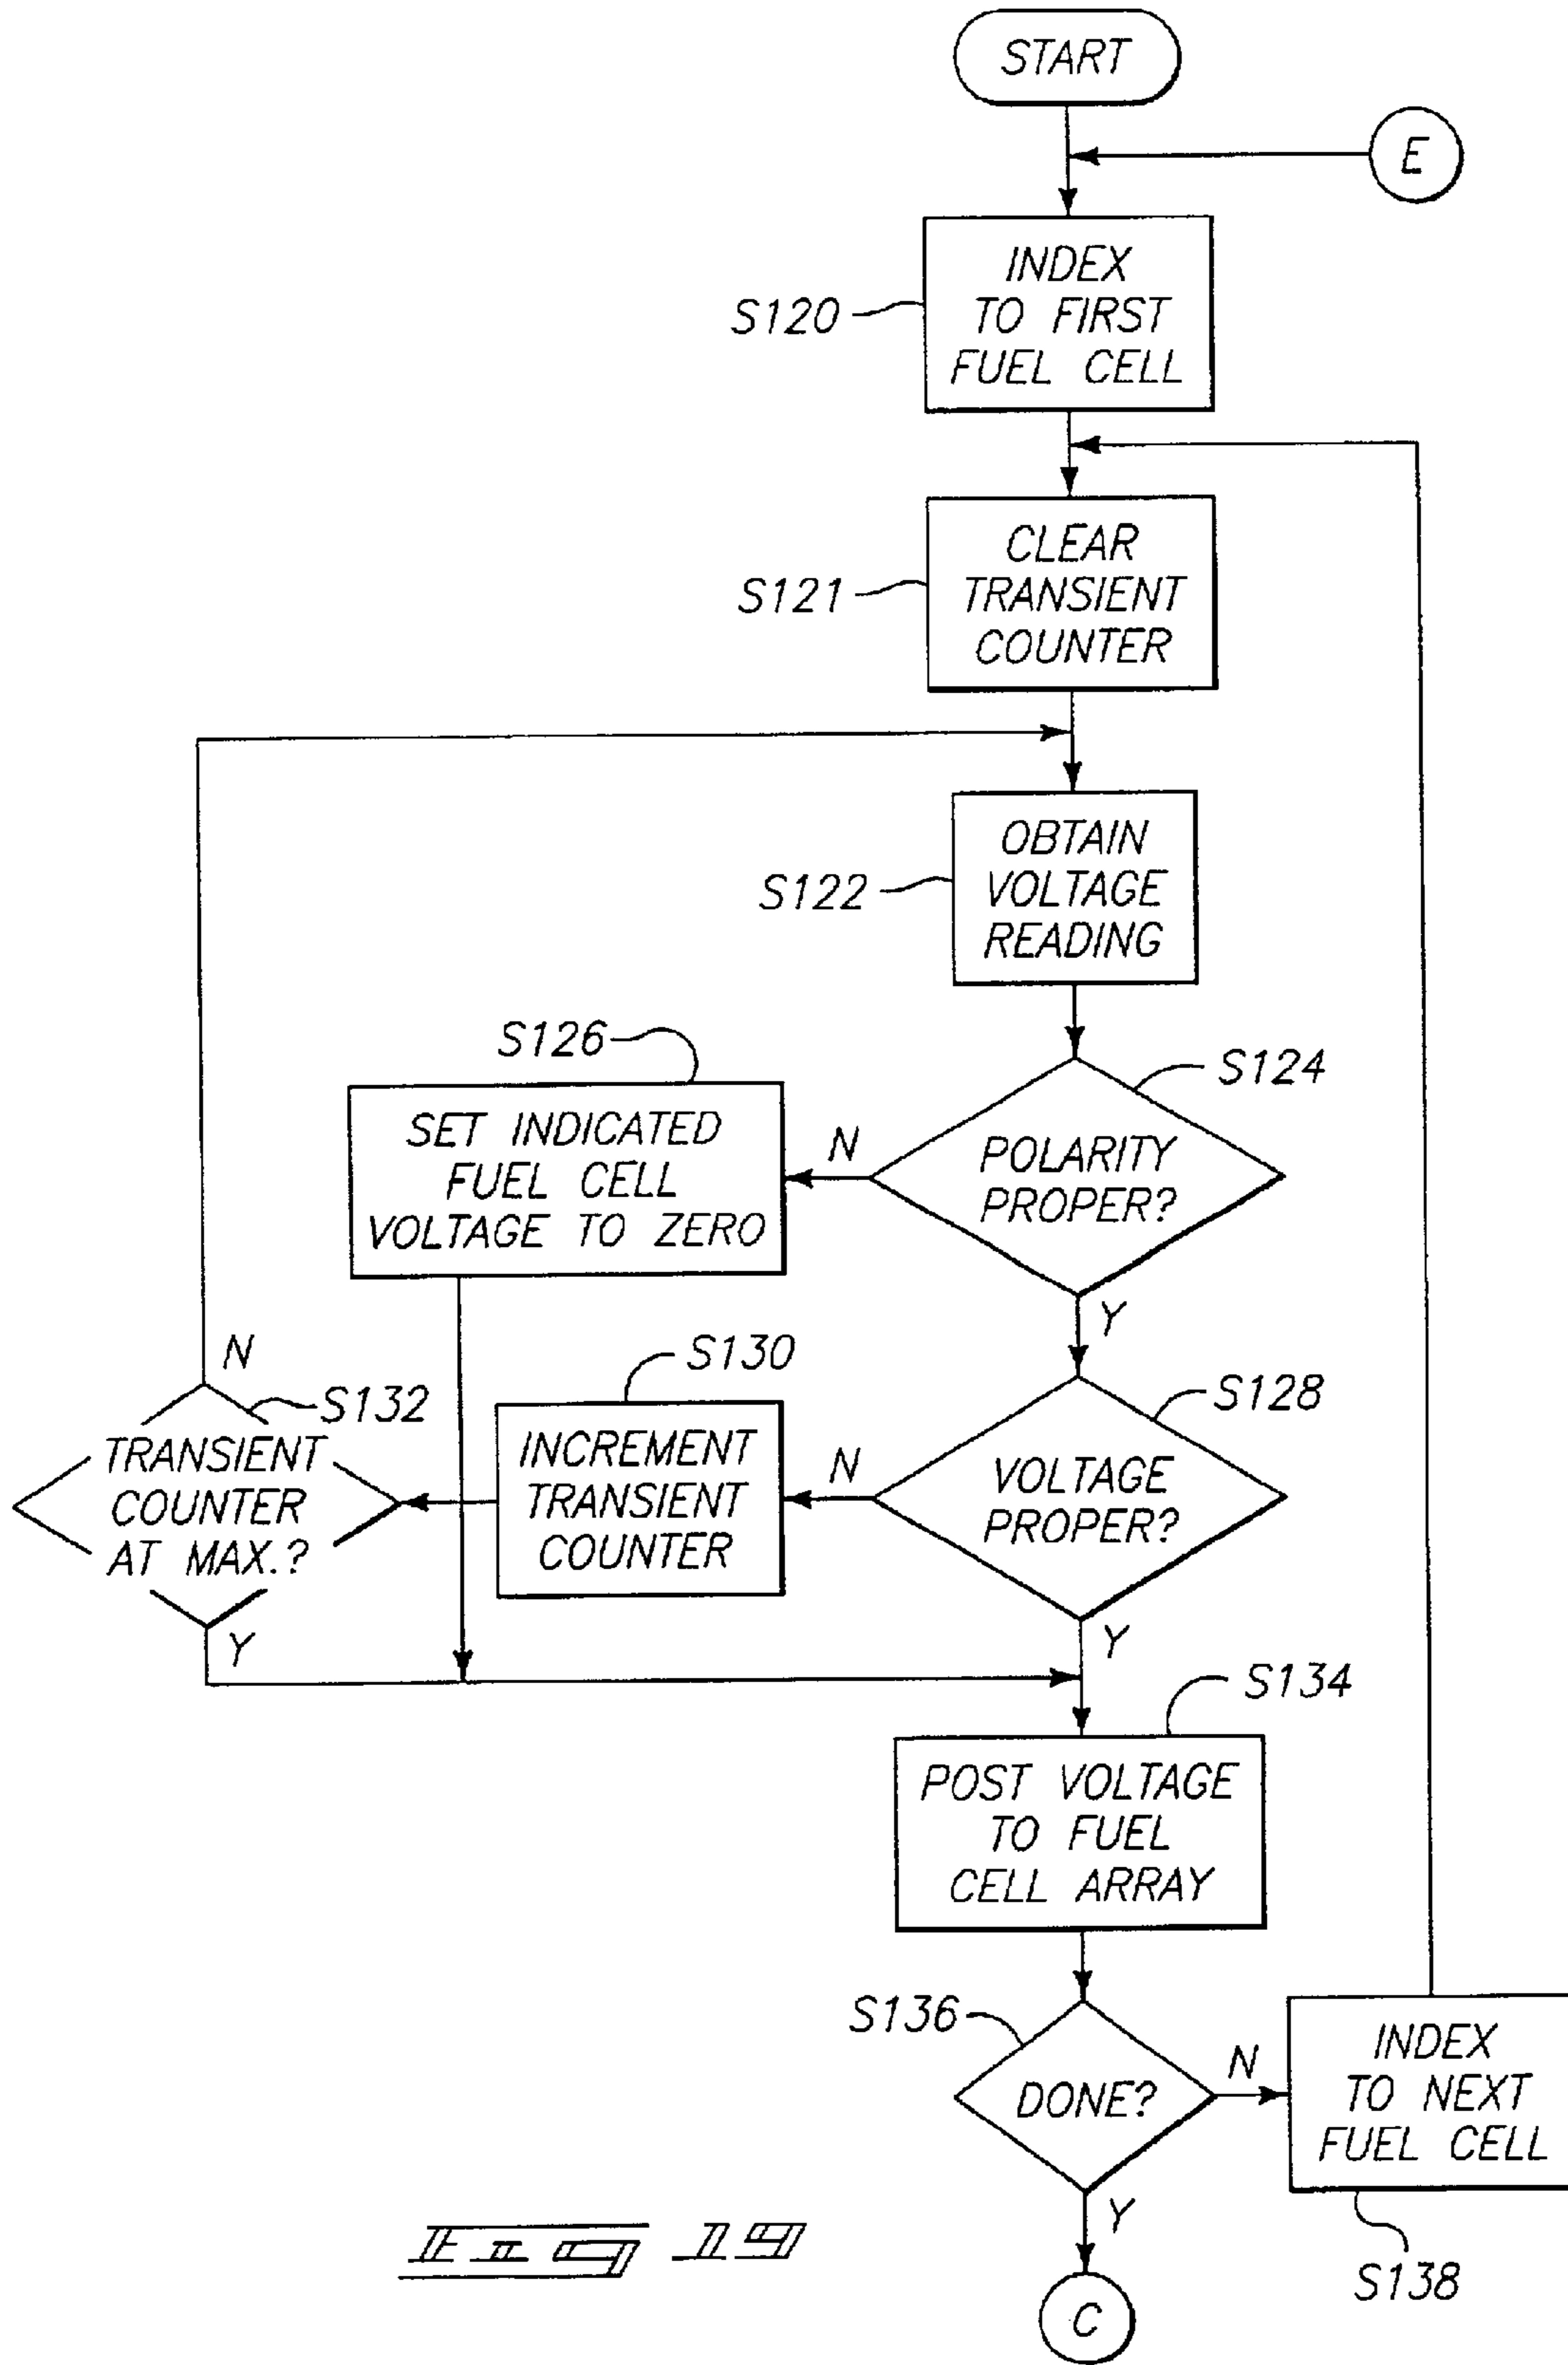 START
E
INDEX
TO FIRST
FUEL CELL
S120
CLEAR
TRANSIENT
COUNTER
S121
OBTAIN
VOLTAGE
READING
S122
S126
S124
SET INDICATED
FUEL CELL
VOLTAGE TO ZERO
N
POLARITY
PROPER?
Y
N
S130
S132
S128
TRANSIENT
COUNTER
AT MAX.?
INCREMENT
TRANSIENT
COUNTER
N
VOLTAGE
PROPER?
Y
Y
S134
POST VOLTAGE
TO FUEL
CELL ARRAY
S136
DONE?
N
INDEX
TO NEXT
FUEL CELL
Y
S138
C
Fig 19